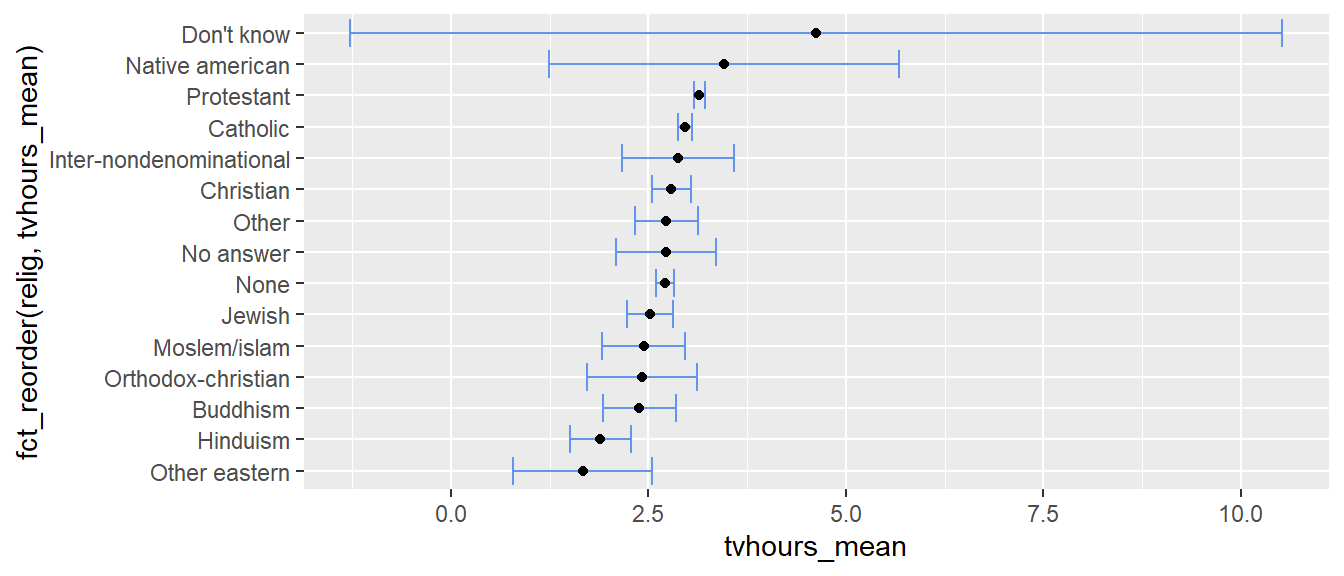 fct_reorder(relig, tvhours_mean)
Don't know
Native american
Protestant
Catholic
Inter-nondenominational
Christian
Other
No answer
None
Jewish
Moslem/islam
Orthodox-christian
Buddhism
Hinduism
Other eastern
0.0 2.5 5.0 7.5 10.0
tvhours_mean